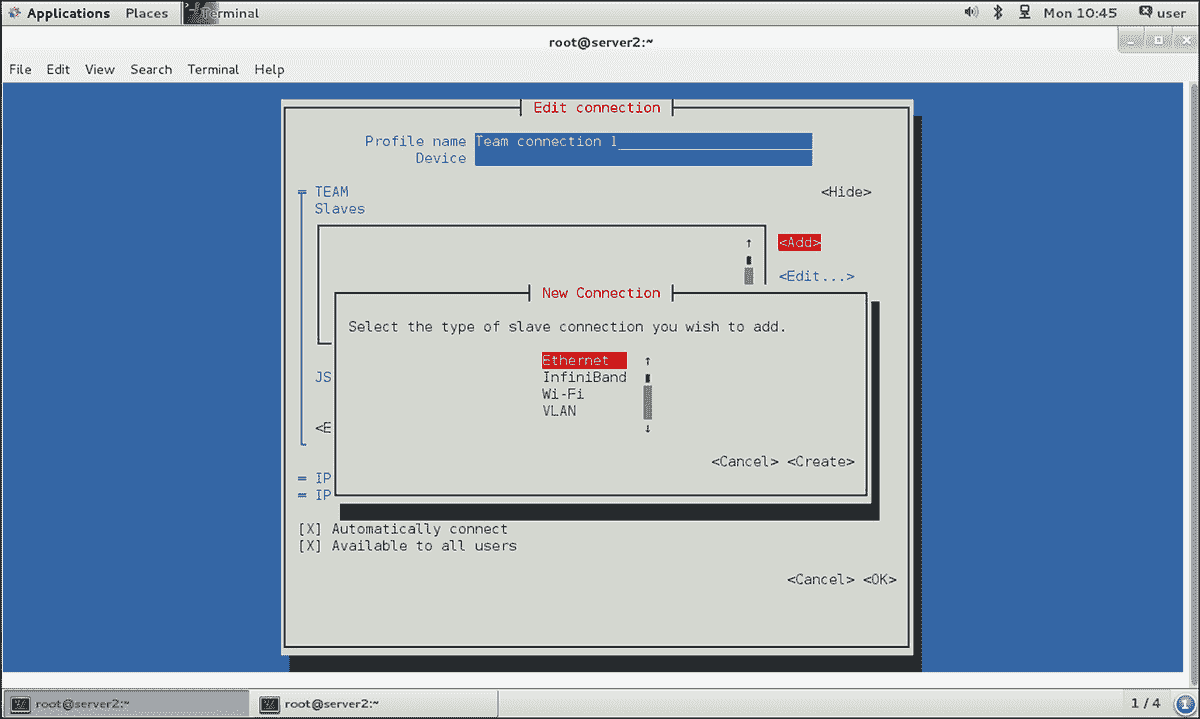 Applications Places Terminal Mon 10:45 user
root@server2:~
File Edit View Search Terminal Help
Edit connection
Profile name Team connection 1
Device
TEAM <Hide>
Slaves
<Add>
<Edit...>
New Connection
Select the type of slave connection you wish to add.
Ethernet
InfiniBand
Wi-Fi
VLAN
JS
<E
<Cancel> <Create>
= IP
= IP
[X] Automatically connect
[X] Available to all users
<Cancel> <OK>
root@server2:~ root@server2:~ 1 / 4 1